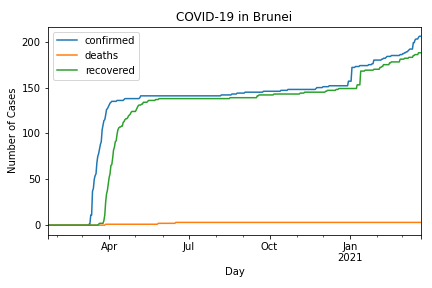 COVID-19 in Brunei
confirmed
deaths
recovered
200
150
100
50
0
Number of Cases
Apr
Jul
Oct
Jan
2021
Day